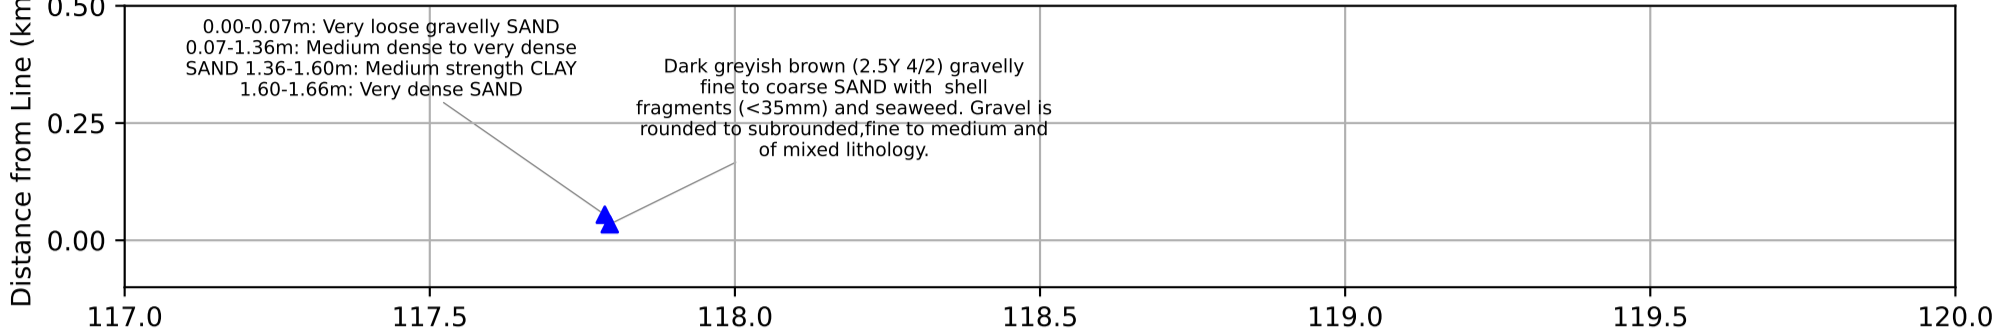 0.50
0.25
0.00
Distance from Line (km
0.00-0.07m: Very loose gravelly SAND
0.07-1.36m: Medium dense to very dense
SAND 1.36-1.60m: Medium strength CLAY
1.60-1.66m: Very dense SAND
Dark greyish brown (2.5Y 4/2) gravelly
fine to coarse SAND with  shell
fragments (<35mm) and seaweed. Gravel is
rounded to subrounded,fine to medium and
of mixed lithology.
117.0 117.5 118.0 118.5 119.0 119.5 120.0